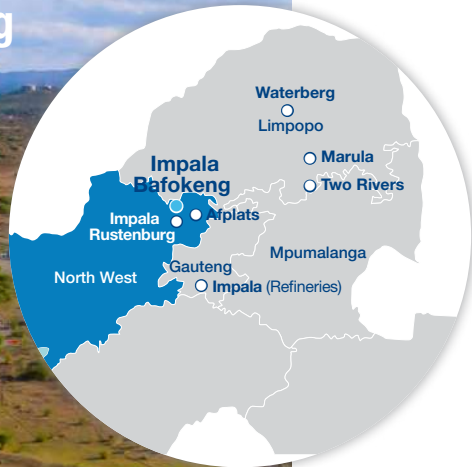 g
Waterberg
Limpopo
Marula
Two Rivers
Impala
Bafokeng
Afplats
Impala
Rustenburg
Mpumalanga
North West
Gauteng
Impala (Refineries)